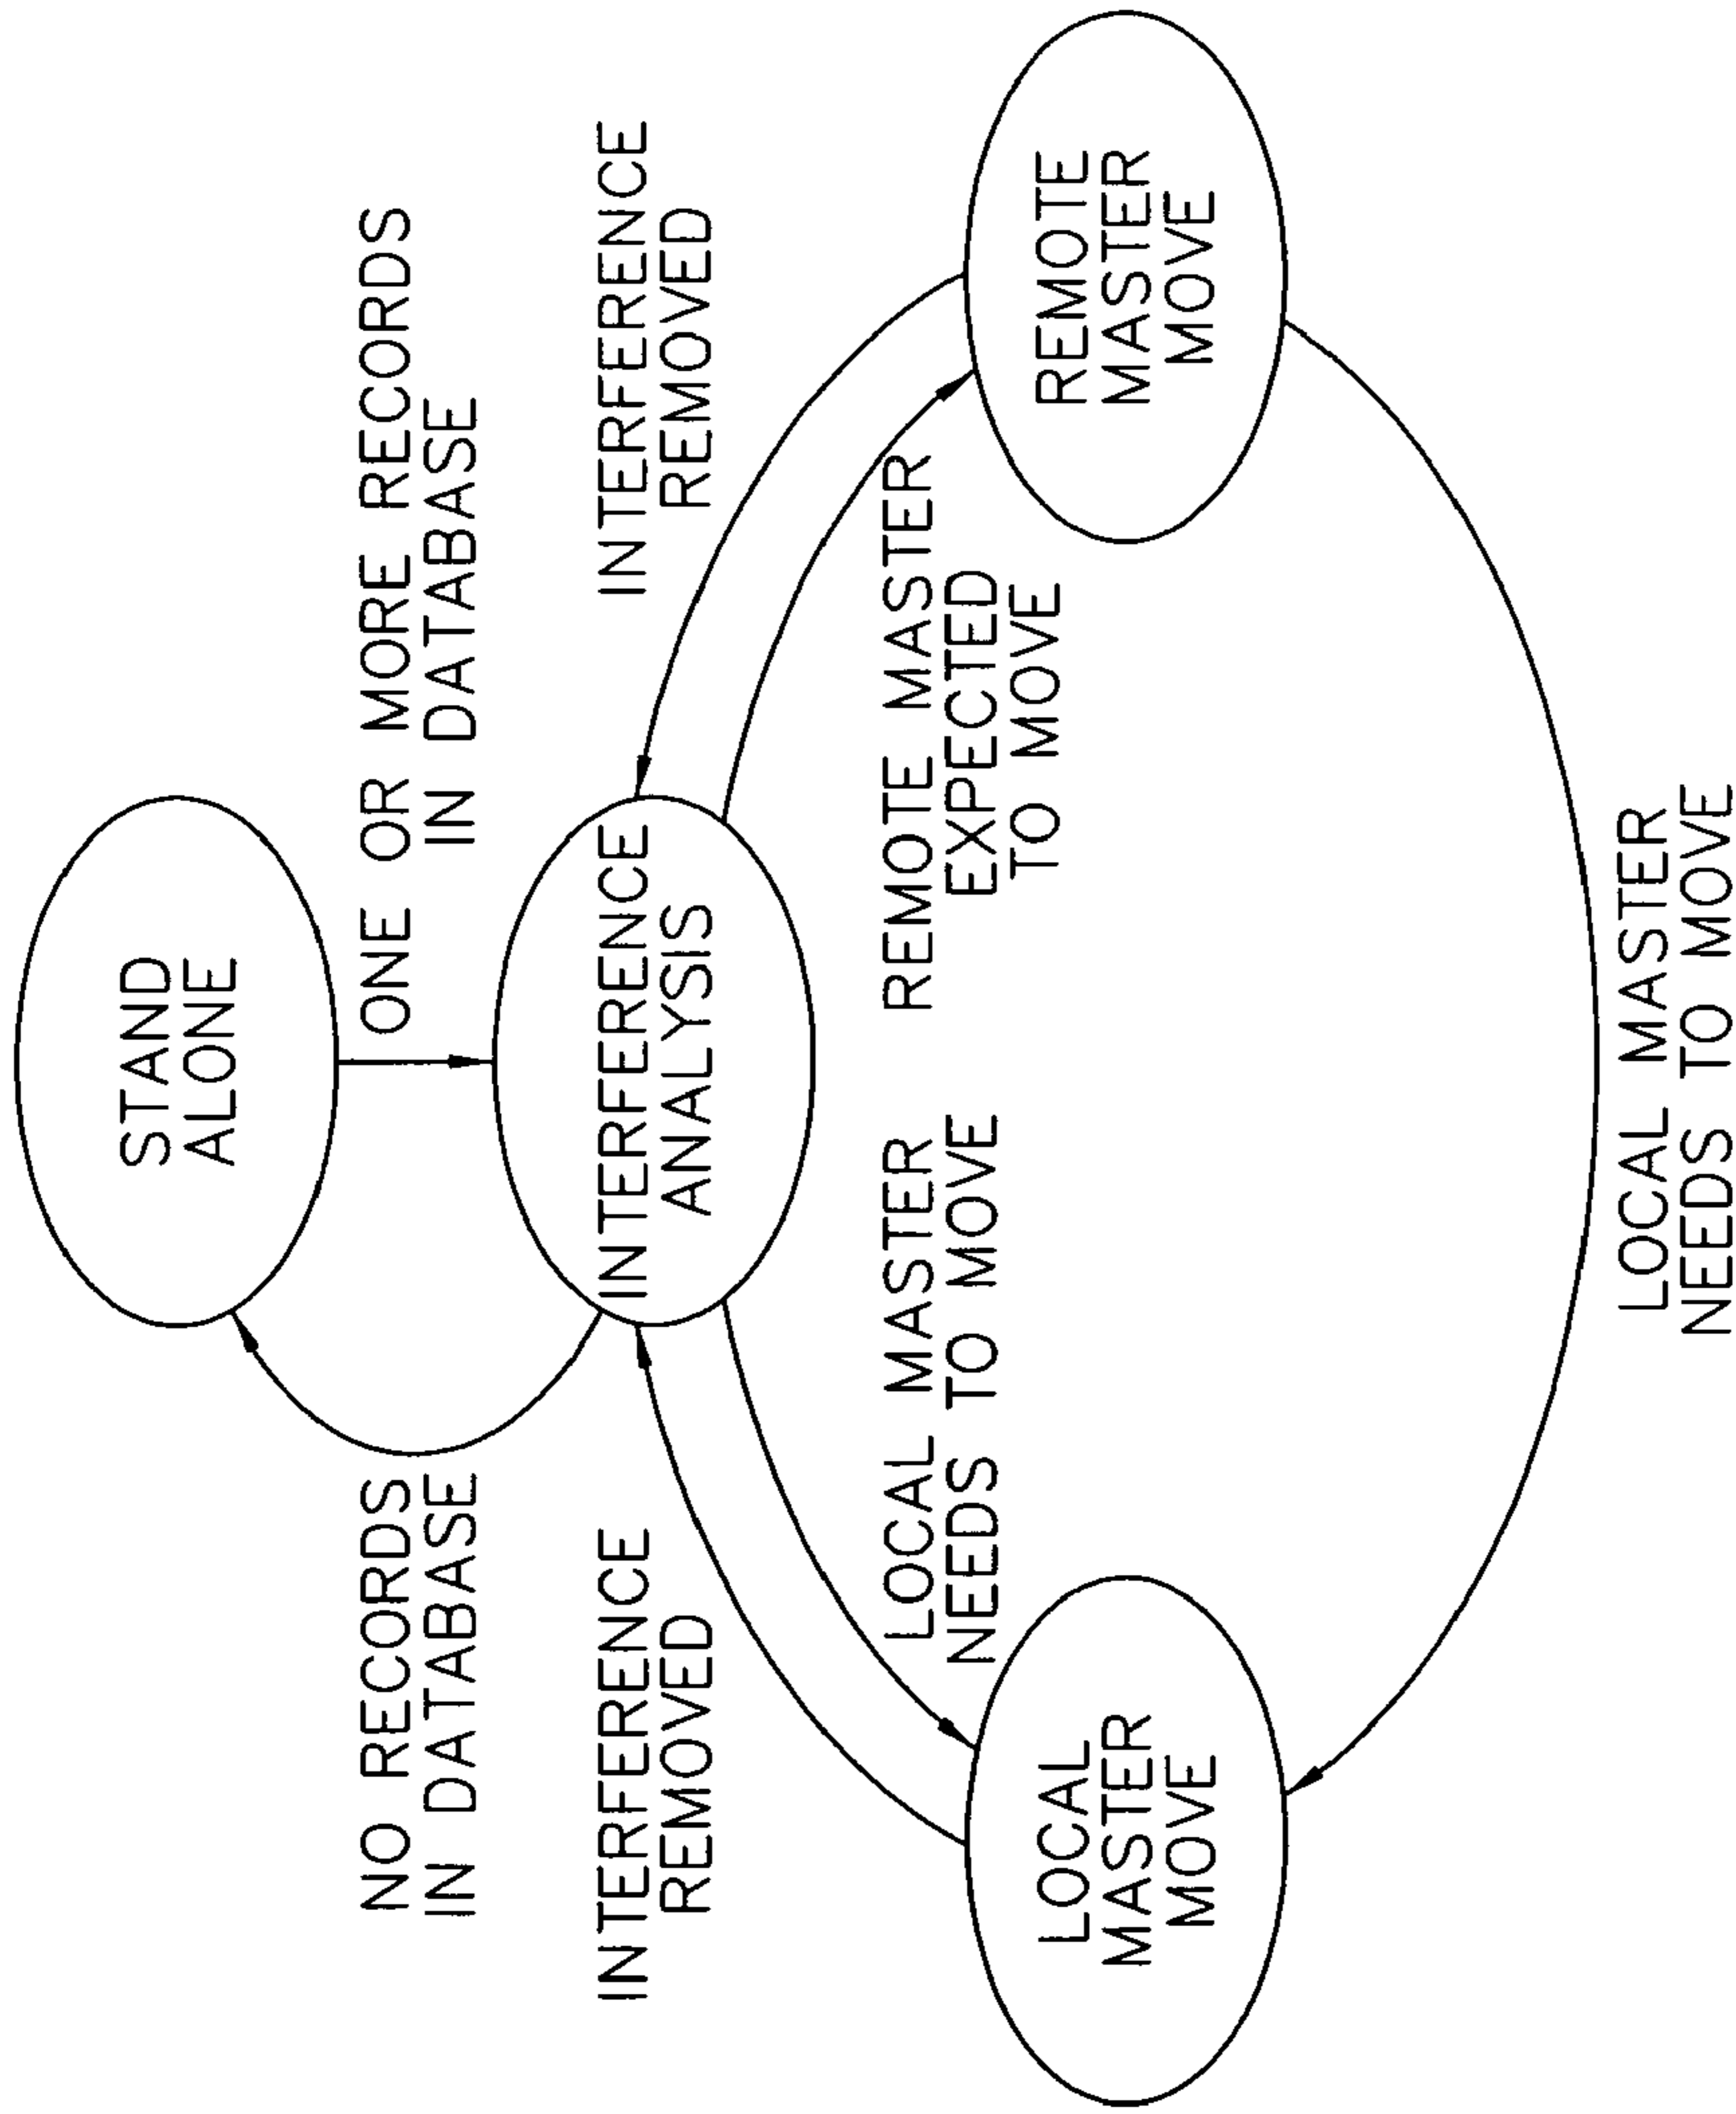 STAND
ALONE
NO RECORDS
IN DATABASE
ONE OR MORE RECORDS
IN DATABASE
INTERFERENCE
REMOVED
INTERFERENCE
ANALYSIS
INTERFERENCE
REMOVED
LOCAL MASTER
NEEDS TO MOVE
REMOTE MASTER
EXPECTED
TO MOVE
LOCAL
MASTER
MOVE
REMOTE
MASTER
MOVE
LOCAL MASTER
NEEDS TO MOVE